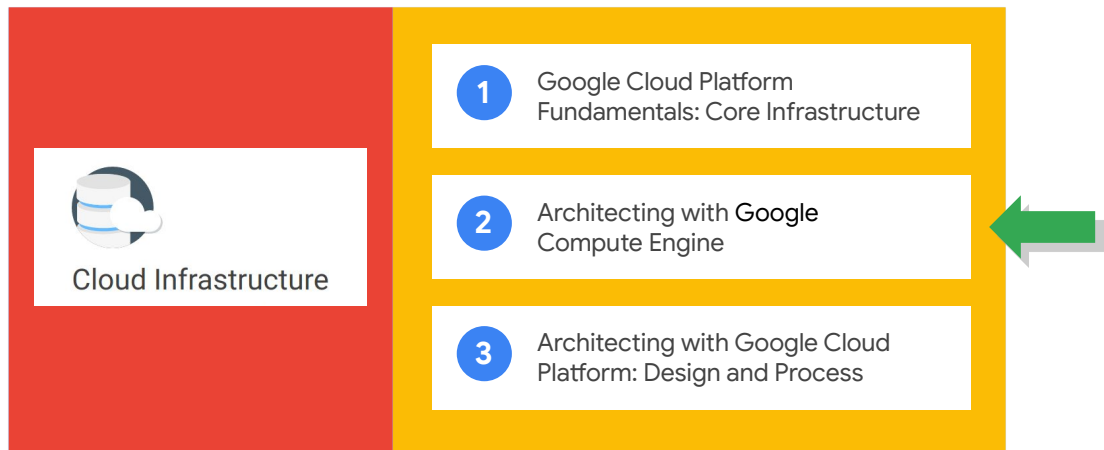 Cloud Infrastructure
1
Google Cloud Platform
Fundamentals: Core Infrastructure
2
Architecting with Google
Compute Engine
3
Architecting with Google Cloud
Platform: Design and Process